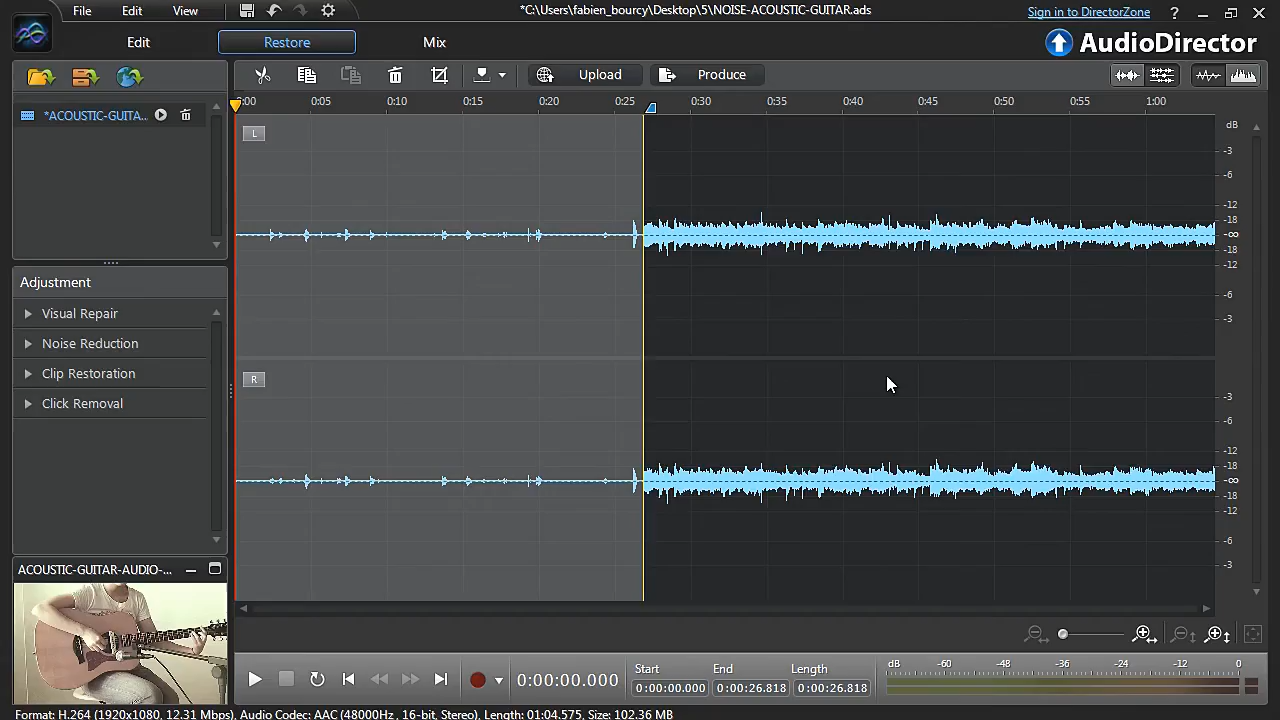 File Edit View
*C:\Users\fabien_bourcy\Desktop\5\NOISE-ACOUSTIC-GUITAR.ads
Sign in to DirectorZone ?
Edit Restore Mix
AudioDirector
Upload Produce
*ACOUSTIC-GUITA...
0:00 0:05 0:10 0:15 0:20 0:25 0:30 0:35 0:40 0:45 0:50 0:55 1:00
L
dB
-3
-6
-12
-18
-∞
-18
-12
-6
-3
Adjustment
Visual Repair
Noise Reduction
Clip Restoration
Click Removal
R
-3
-6
-12
-18
-∞
-18
-12
-6
-3
ACOUSTIC-GUITAR-AUDIO-...
0:00:00.000
Start End Length
0:00:00.000 0:00:26.818 0:00:26.818
dB -60 -48 -36 -24 -12 0
Format: H.264 (1920x1080, 12.31 Mbps), Audio Codec: AAC (48000Hz , 16-bit, Stereo), Length: 01:04.575, Size: 102.36 MB